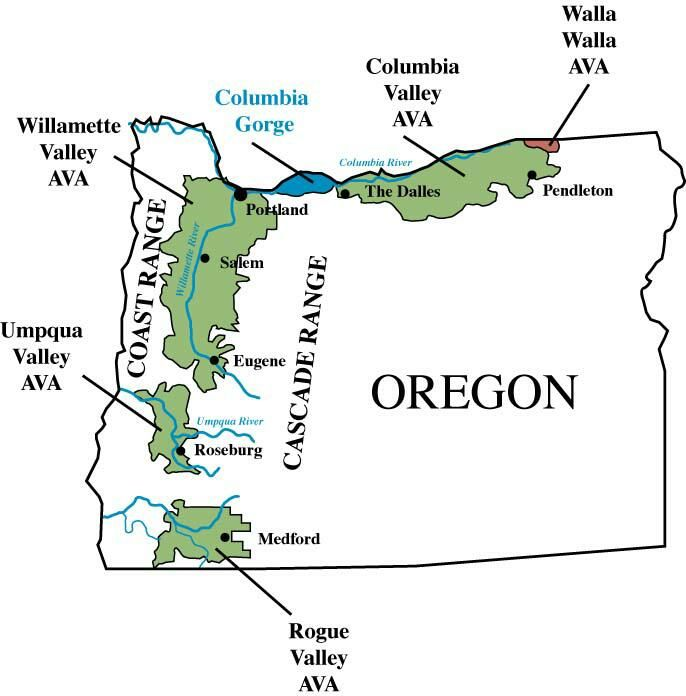 Walla
Walla
AVA
Columbia
Valley
AVA
Columbia
Gorge
Willamette
Valley
AVA
Columbia River
The Dalles
Pendleton
Portland
COAST RANGE
Willamette River
Salem
CASCADE RANGE
Umpqua
Valley
AVA
Eugene
OREGON
Umpqua River
Roseburg
Medford
Rogue
Valley
AVA